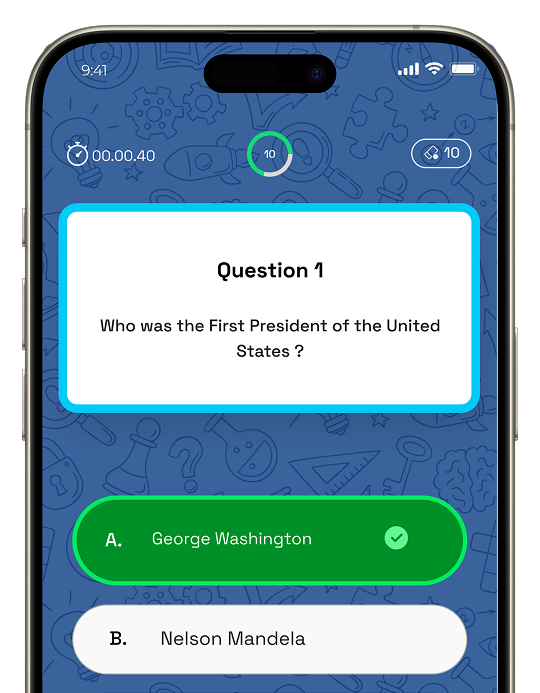 9:41
00.00.40
10
10
Question 1
Who was the First President of the United
States ?
A. George Washington
B. Nelson Mandela